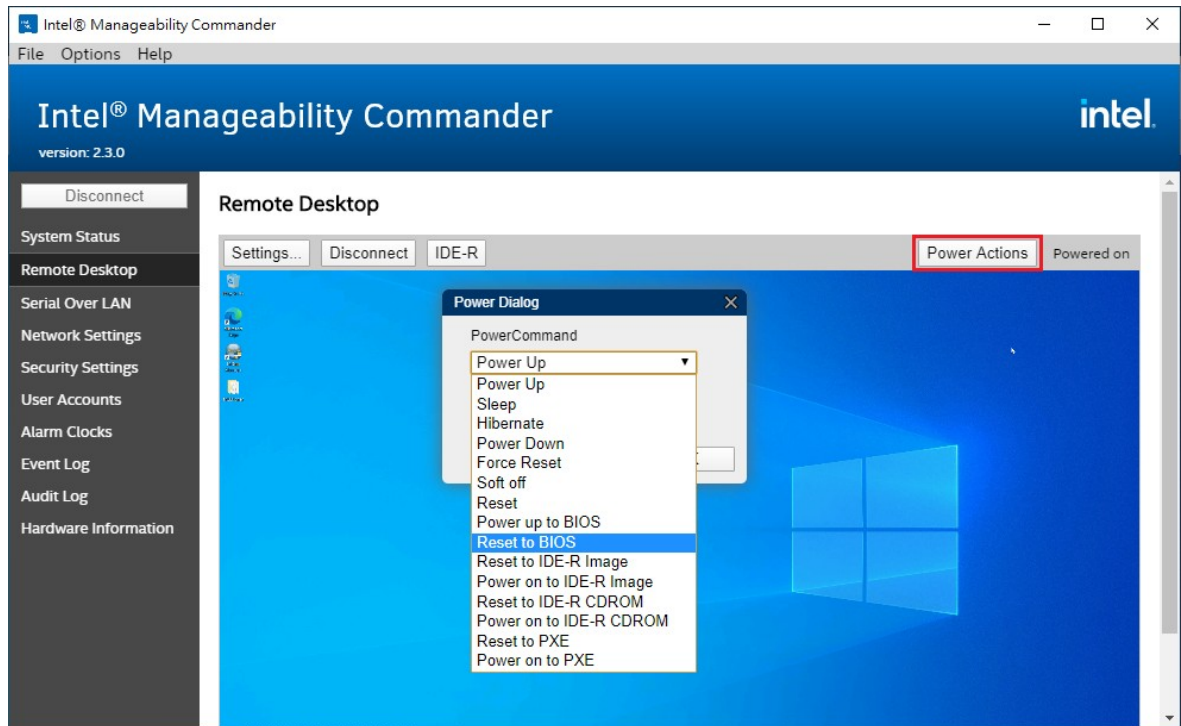 Intel® Manageability Commander
File Options Help
Intel® Manageability Commander
intel.
version: 2.3.0
Disconnect
System Status
Remote Desktop
Serial Over LAN
Network Settings
Security Settings
User Accounts
Alarm Clocks
Event Log
Audit Log
Hardware Information
Remote Desktop
Settings... Disconnect IDE-R Power Actions Powered on
Power Dialog
PowerCommand
Power Up
Power Up
Sleep
Hibernate
Power Down
Force Reset
Soft off
Reset
Power up to BIOS
Reset to BIOS
Reset to IDE-R Image
Power on to IDE-R Image
Reset to IDE-R CDROM
Power on to IDE-R CDROM
Reset to PXE
Power on to PXE